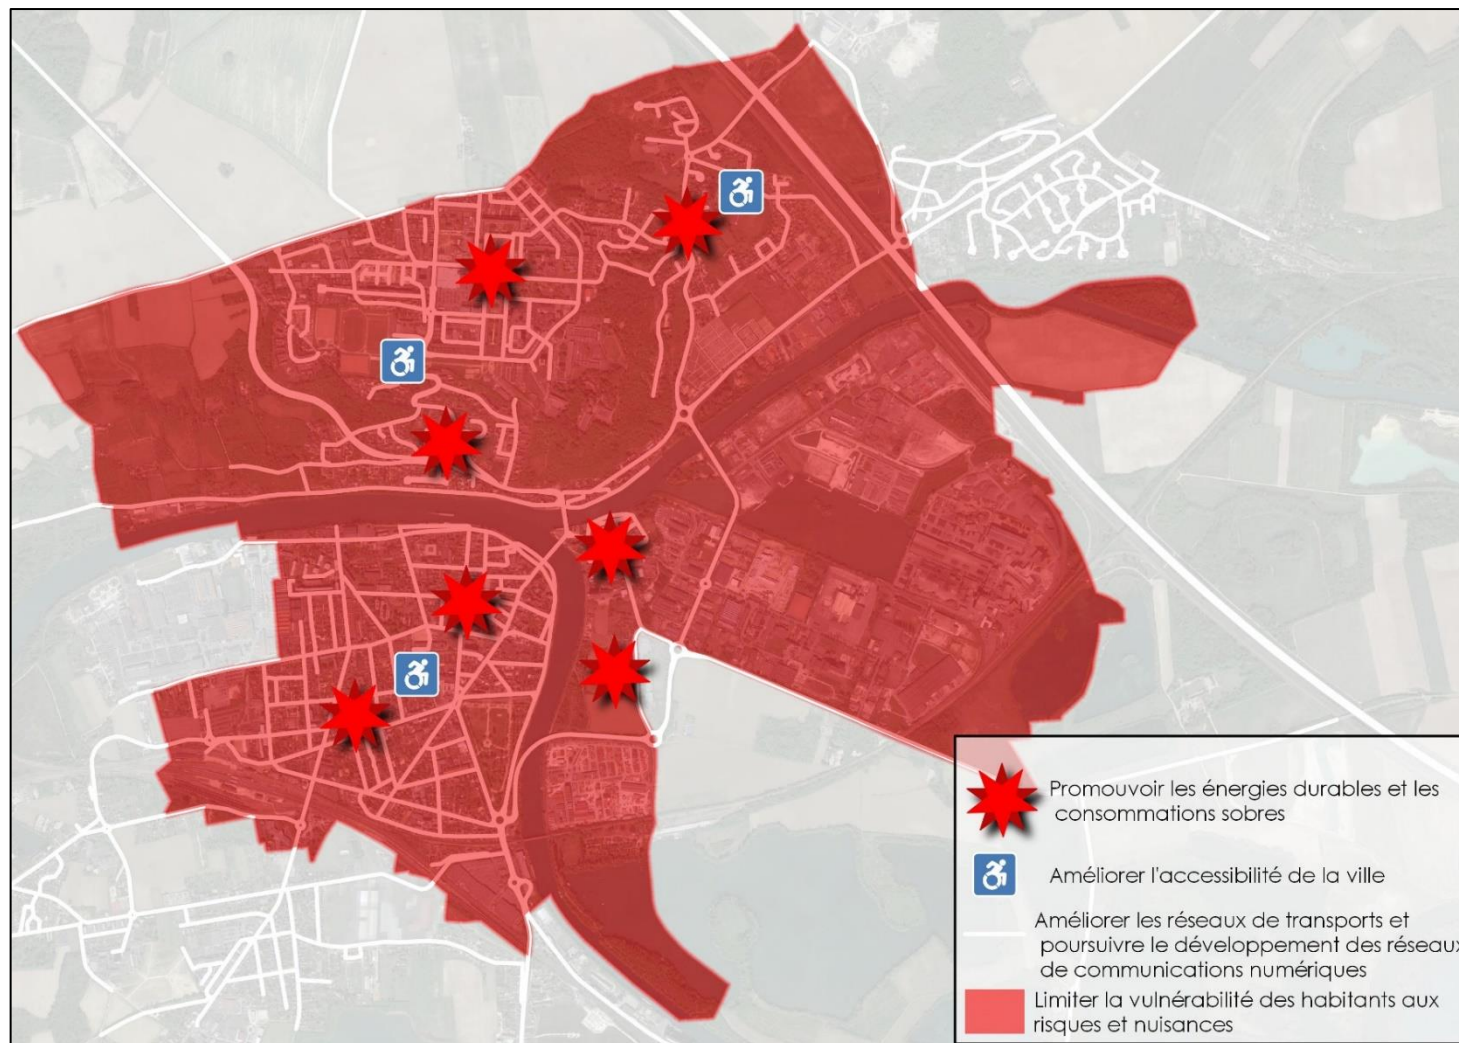 Promouvoir les énergies durables et les
consommations sobres
Améliorer l'accessibilité de la ville
Améliorer les réseaux de transports et
poursuivre le développement des réseaux
de communications numériques
Limiter la vulnérabilité des habitants aux
risques et nuisances